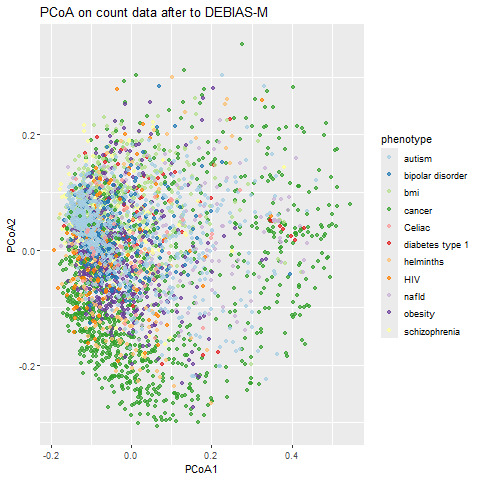 PCoA on count data after to DEBIAS-M
PCoA2
0.2
0.0
-0.2
-0.2
0.0
0.2
0.4
PCoA1
phenotype
autism
bipolar disorder
bmi
cancer
Celiac
diabetes type 1
helminths
HIV
nafld
obesity
schizophrenia